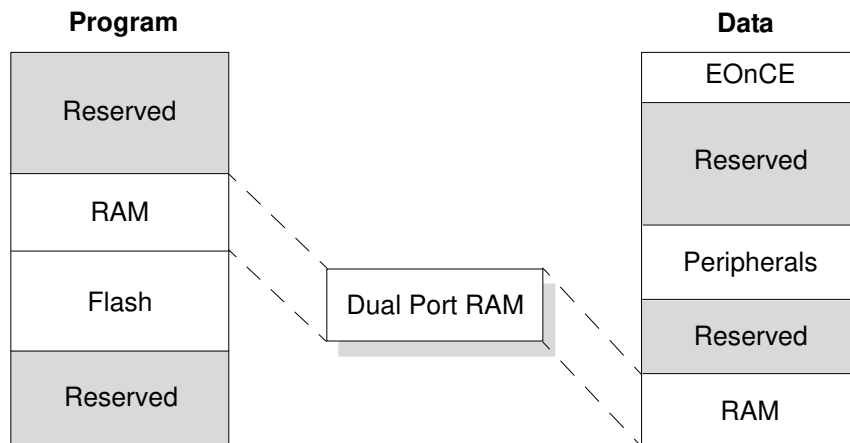 Program
Reserved
RAM
Flash
Reserved
Dual Port RAM
Data
EOnCE
Reserved
Peripherals
Reserved
RAM